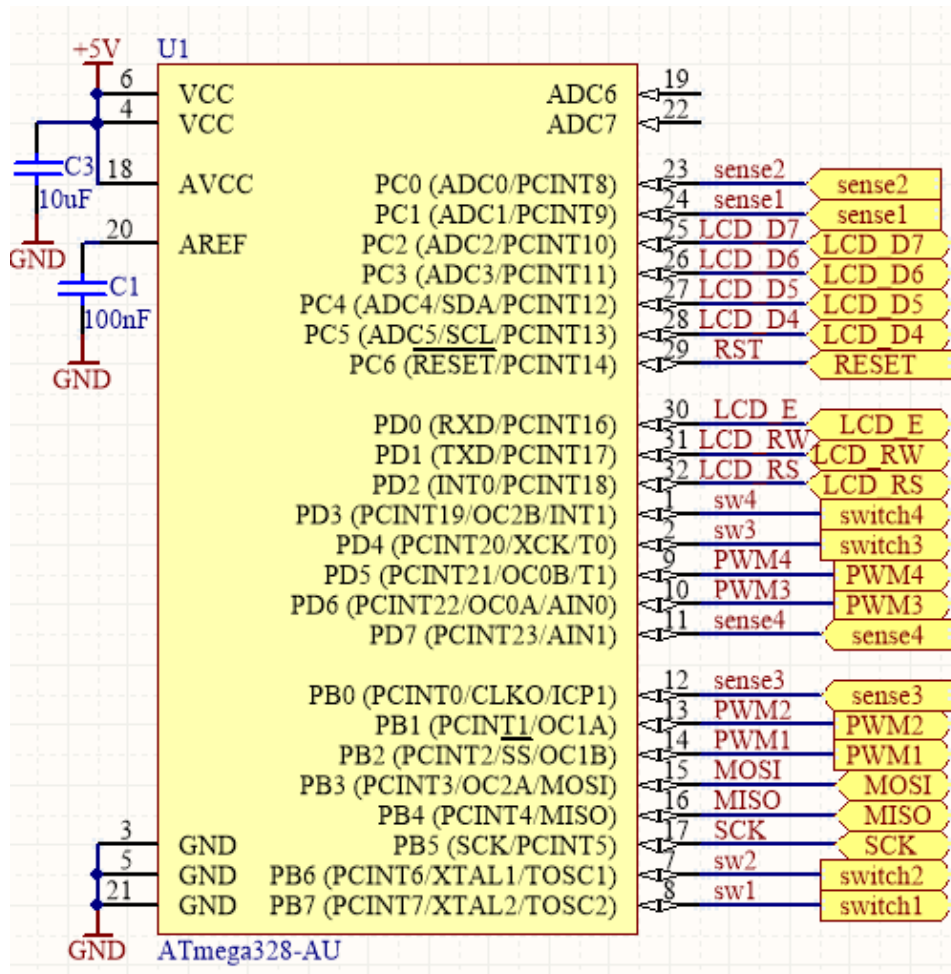 +5V U1
6 VCC ADC6 19
4 VCC ADC7 22
C3
10uF
GND
18 AVCC PC0 (ADC0/PCINT8) 23 sense2 sense2
PC1 (ADC1/PCINT9) 24 sense1 sense1
20 AREF PC2 (ADC2/PCINT10) 25 LCD_D7 LCD_D7
C1
100nF
GND
PC3 (ADC3/PCINT11) 26 LCD_D6 LCD_D6
PC4 (ADC4/SDA/PCINT12) 27 LCD_D5 LCD_D5
PC5 (ADC5/SCL/PCINT13) 28 LCD_D4 LCD_D4
PC6 (RESET/PCINT14) 29 RST RESET
PD0 (RXD/PCINT16) 30 LCD_E LCD_E
PD1 (TXD/PCINT17) 31 LCD_RW LCD_RW
PD2 (INT0/PCINT18) 32 LCD_RS LCD_RS
PD3 (PCINT19/OC2B/INT1) 1 sw4 switch4
PD4 (PCINT20/XCK/T0) 2 sw3 switch3
PD5 (PCINT21/OC0B/T1) 9 PWM4 PWM4
PD6 (PCINT22/OC0A/AIN0) 10 PWM3 PWM3
PD7 (PCINT23/AIN1) 11 sense4 sense4
PB0 (PCINT0/CLKO/ICP1) 12 sense3 sense3
PB1 (PCINT1/OC1A) 13 PWM2 PWM2
PB2 (PCINT2/SS/OC1B) 14 PWM1 PWM1
PB3 (PCINT3/OC2A/MOSI) 15 MOSI MOSI
PB4 (PCINT4/MISO) 16 MISO MISO
3 GND PB5 (SCK/PCINT5) 17 SCK SCK
5 GND PB6 (PCINT6/XTAL1/TOSC1) 7 sw2 switch2
21 GND PB7 (PCINT7/XTAL2/TOSC2) 8 sw1 switch1
GND ATmega328-AU